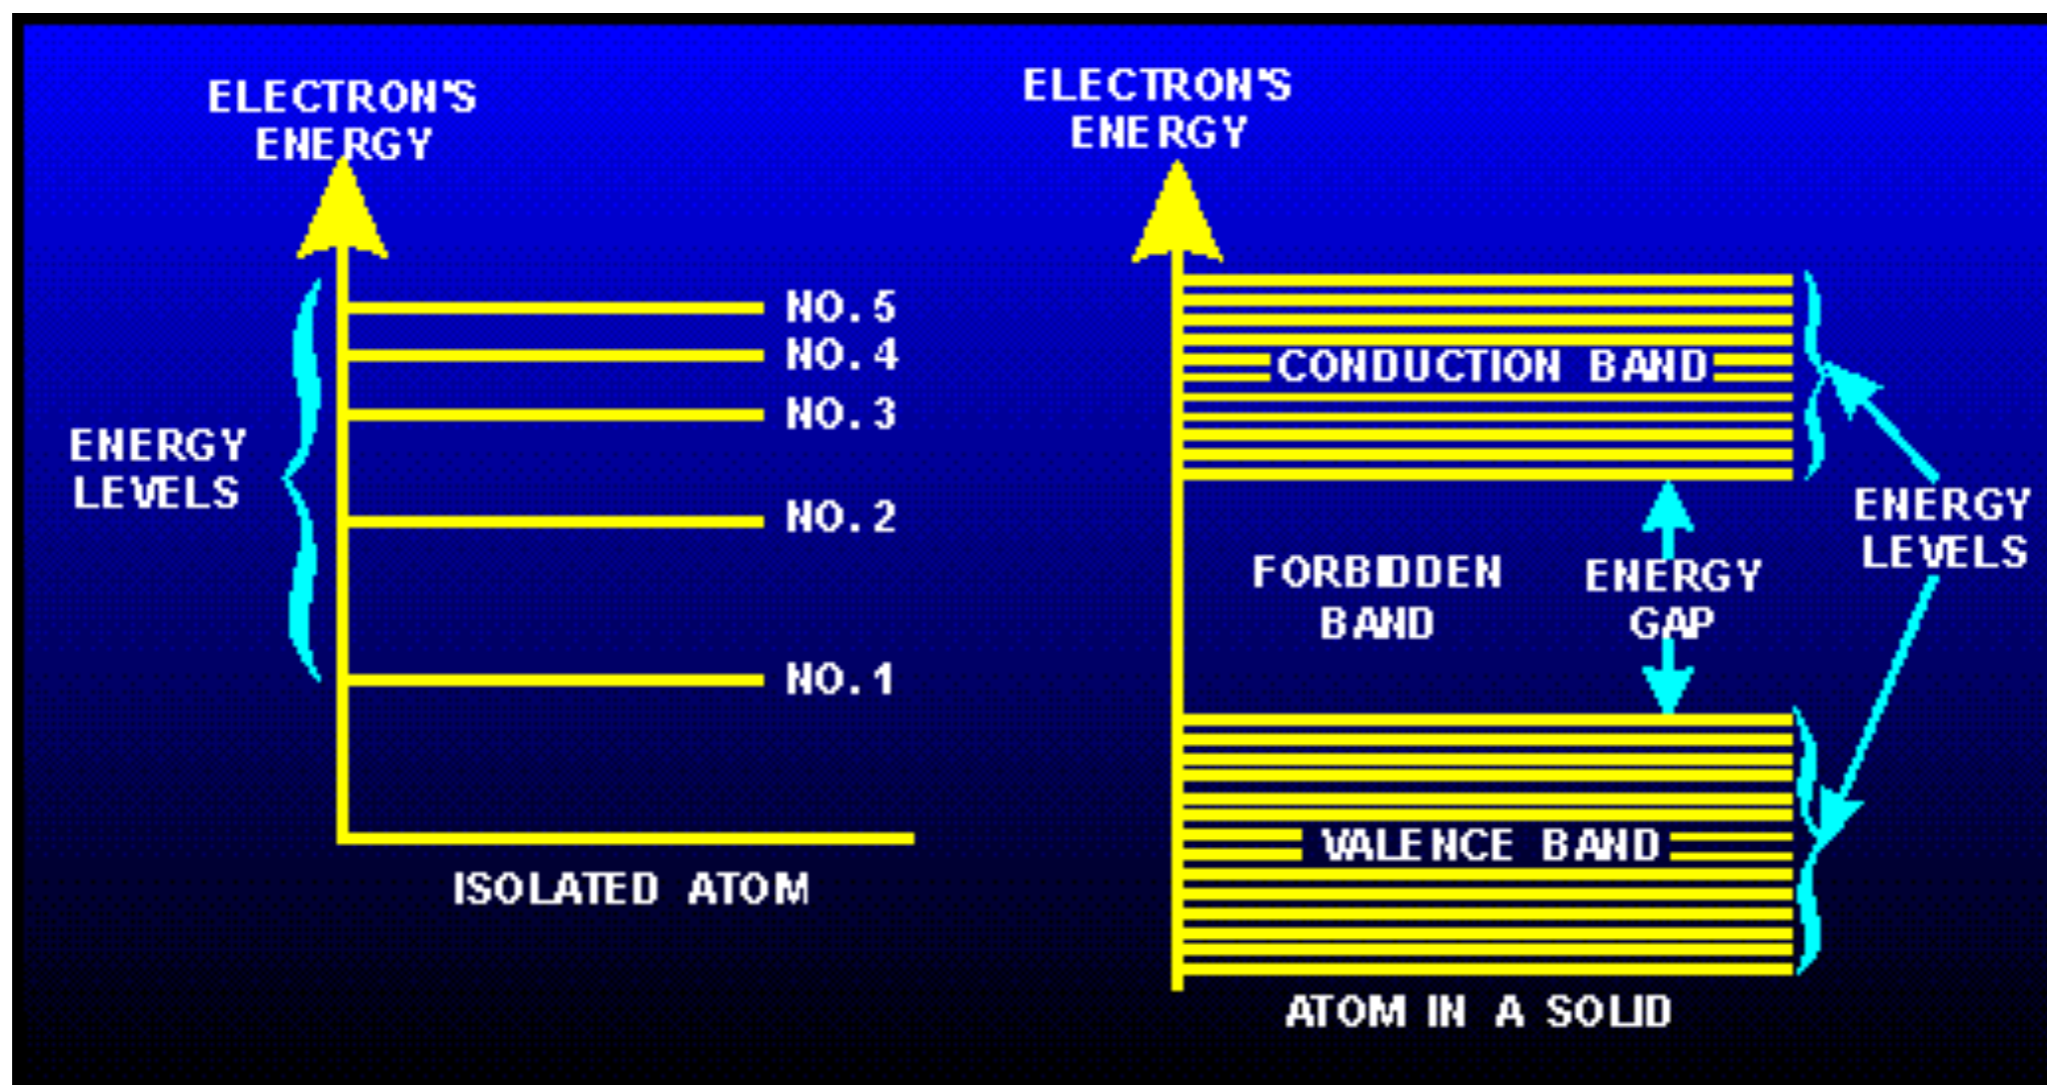 ELECTRON'S
ENERGY
NO. 5
NO. 4
NO. 3
NO. 2
NO. 1
ENERGY
LEVELS
ISOLATED ATOM
ELECTRON'S
ENERGY
CONDUCTION BAND
FORBIDDEN
BAND
ENERGY
GAP
ENERGY
LEVELS
VALENCE BAND
ATOM IN A SOLID